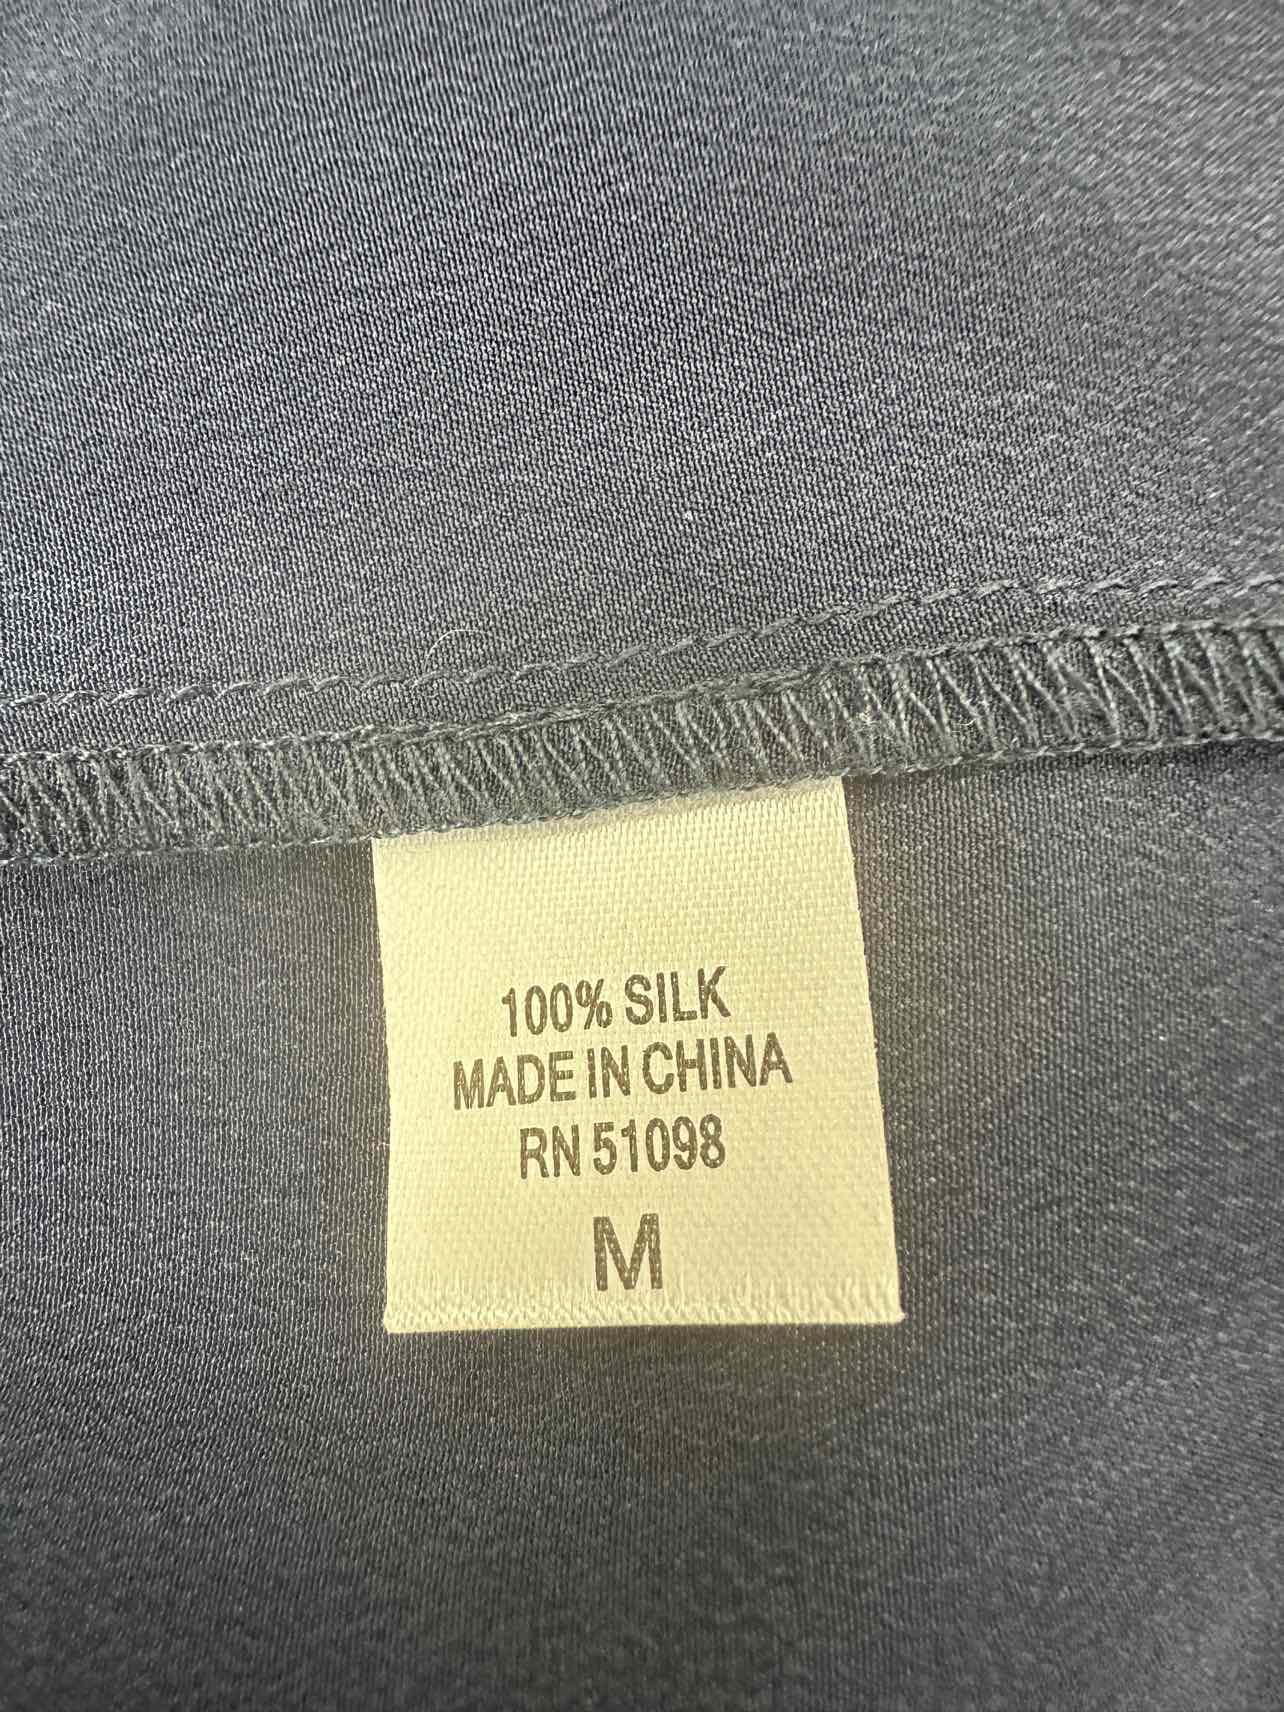 100% SILK
MADE IN CHINA
RN 51098
M